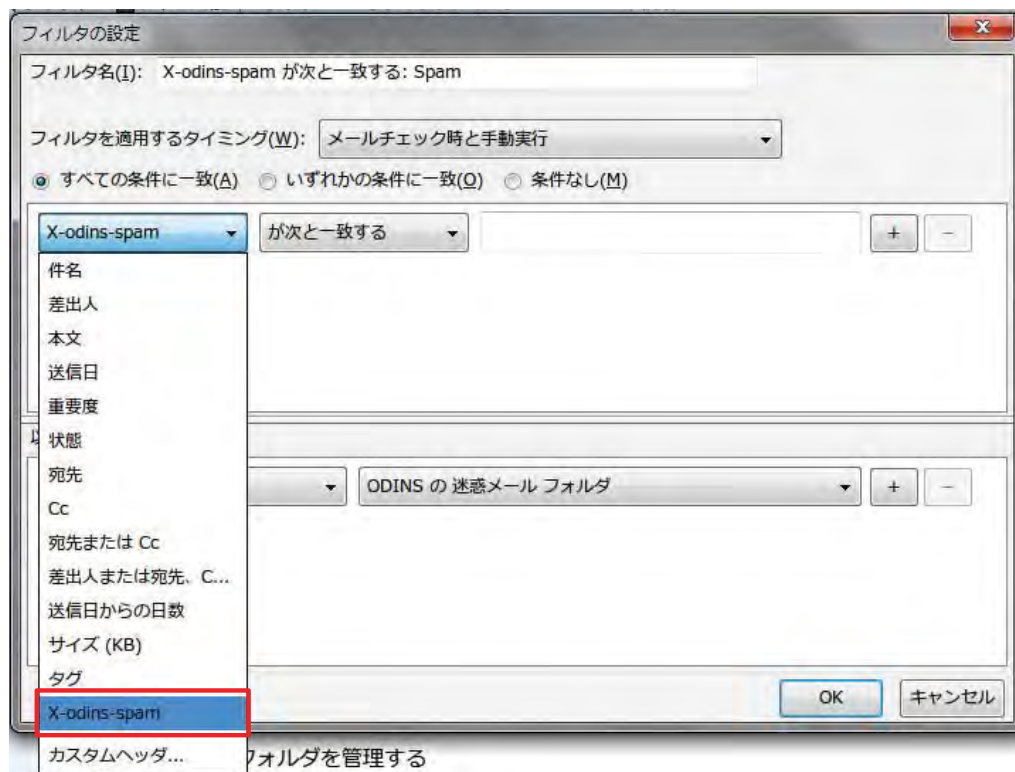 フィルタの設定
フィルタ名(I): X-odins-spam が次と一致する: Spam
フィルタを適用するタイミング(W): メールチェック時と手動実行
すべての条件に一致(A) いずれかの条件に一致(O) 条件なし(M)
X-odins-spam が次と一致する + -
件名
差出人
本文
送信日
重要度
状態
宛先
ODINS の 迷惑メール フォルダ + -
Cc
宛先または Cc
差出人または宛先、C...
送信日からの日数
サイズ (KB)
タグ
X-odins-spam
OK キャンセル
カスタムヘッダ...
フォルダを管理する